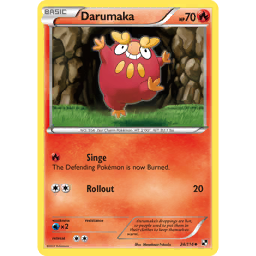 BASIC
Darumaka
HP70
Singe
The Defending Pokémon is now Burned.
Rollout 20
weakness resistance
×2
retreat